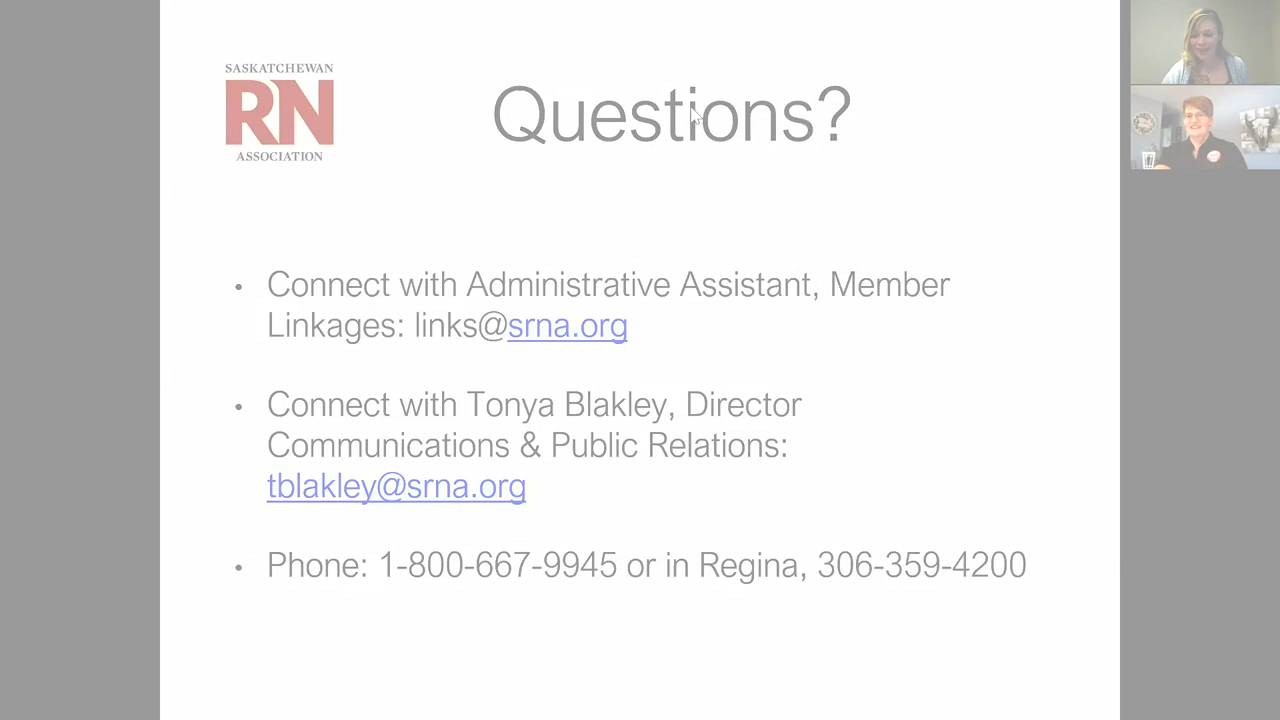 SASKATCHEWAN
RN
ASSOCIATION
Questions?
• Connect with Administrative Assistant, Member
Linkages: links@srna.org
• Connect with Tonya Blakley, Director
Communications & Public Relations:
tblakley@srna.org
• Phone: 1-800-667-9945 or in Regina, 306-359-4200